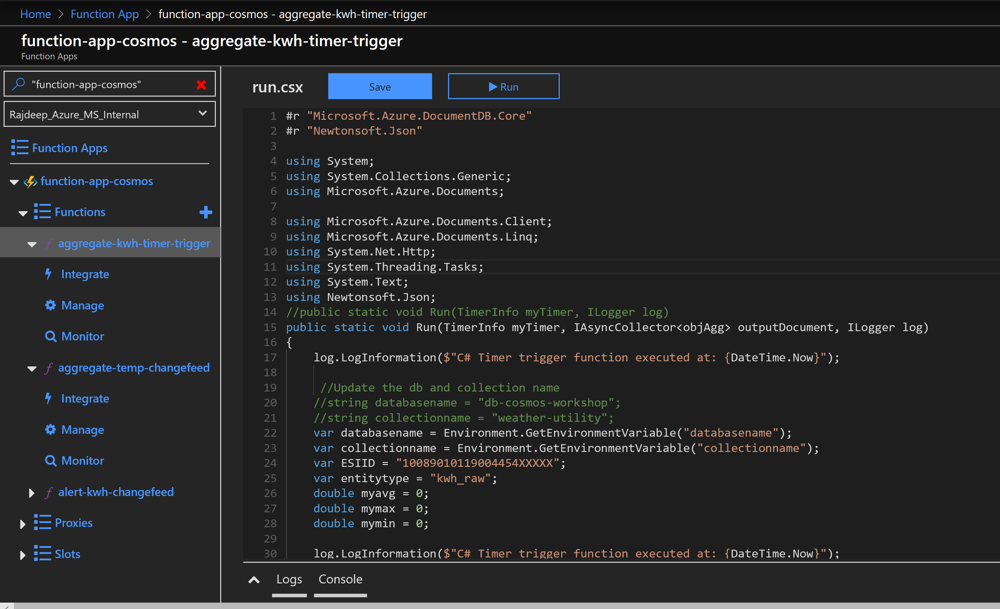 Home > Function App > function-app-cosmos - aggregate-kwh-timer-trigger
function-app-cosmos - aggregate-kwh-timer-trigger
Function Apps
"function-app-cosmos"
Rajdeep_Azure_MS_Internal
Function Apps
function-app-cosmos
Functions
aggregate-kwh-timer-trigger
Integrate
Manage
Monitor
aggregate-temp-changefeed
Integrate
Manage
Monitor
alert-kwh-changefeed
Proxies
Slots
run.csx
Save
Run
1 #r "Microsoft.Azure.DocumentDB.Core"
2 #r "Newtonsoft.Json"
3
4 using System;
5 using System.Collections.Generic;
6 using Microsoft.Azure.Documents;
7
8 using Microsoft.Azure.Documents.Client;
9 using Microsoft.Azure.Documents.Linq;
10 using System.Net.Http;
11 using System.Threading.Tasks;
12 using System.Text;
13 using Newtonsoft.Json;
14 //public static void Run(TimerInfo myTimer, ILogger log)
15 public static void Run(TimerInfo myTimer, IAsyncCollector<objAgg> outputDocument, ILogger log)
16 {
17 log.LogInformation($"C# Timer trigger function executed at: {DateTime.Now}");
18
19 //Update the db and collection name
20 //string databasename = "db-cosmos-workshop";
21 //string collectionname = "weather-utility";
22 var databasename = Environment.GetEnvironmentVariable("databasename");
23 var collectionname = Environment.GetEnvironmentVariable("collectionname");
24 var ESIID = "10089010119004454XXXXX";
25 var entitytype = "kwh_raw";
26 double myavg = 0;
27 double mymax = 0;
28 double mymin = 0;
29
30 log.LogInformation($"C# Timer trigger function executed at: {DateTime.Now}");
Logs
Console